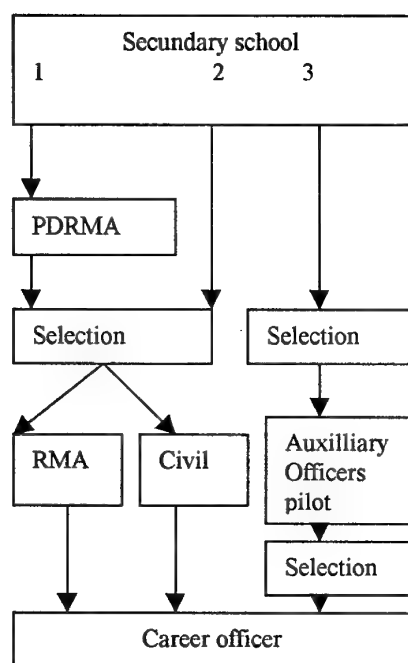 Secundary school
1 2 3
PDRMA
Selection
Selection
RMA
Civil
Auxilliary
Officers
pilot
Selection
Career officer